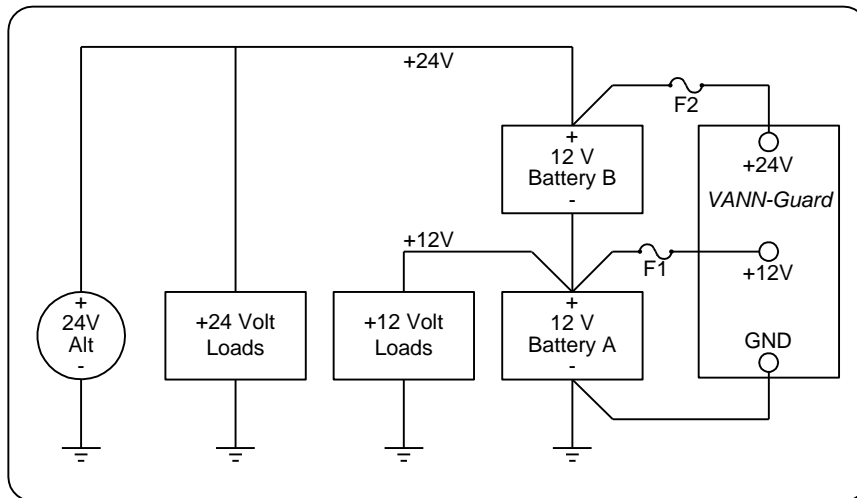 +24V
F2
+
12 V
Battery B
-
+24V
VANN-Guard
+12V
F1
+12V
+
24V
Alt
-
+24 Volt
Loads
+12 Volt
Loads
+
12 V
Battery A
-
GND